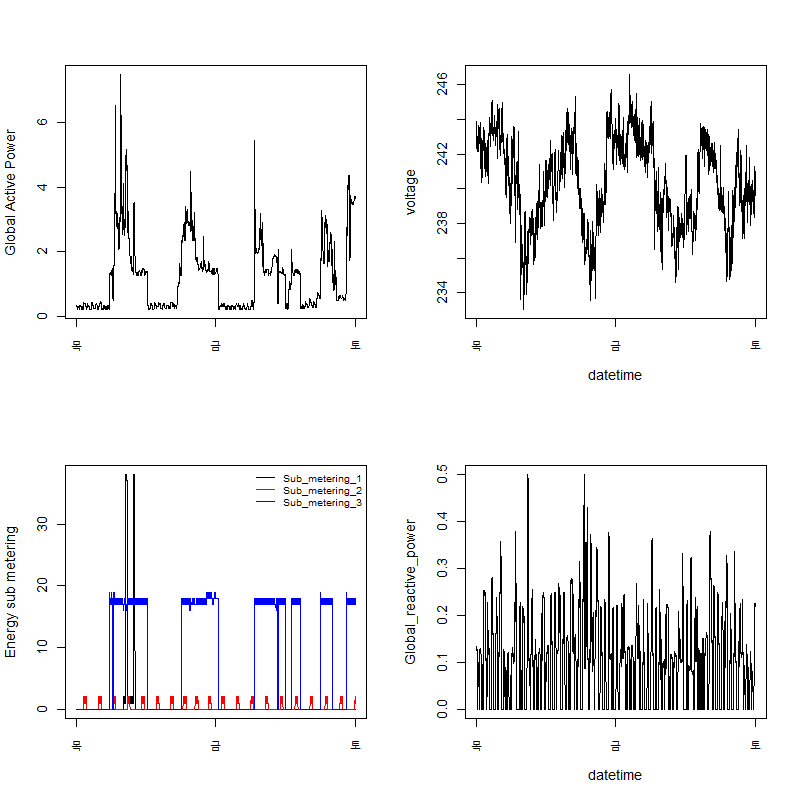 Global Active Power
0 2 4 6
목 금 토
voltage
234 238 242 246
목 금 토
datetime
Energy sub metering
0 10 20 30
Sub_metering_1
Sub_metering_2
Sub_metering_3
목 금 토
Global_reactive_power
0.0 0.1 0.2 0.3 0.4 0.5
목 금 토
datetime